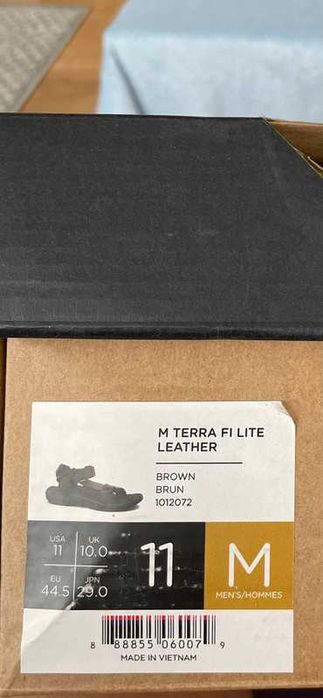 M TERRA FI LITE
LEATHER
BROWN
BRUN
1012072
USA
11
UK
10.0
EU
44.5
JPN
29.0
11
M
MEN'S/HOMMES
8 88855 06007 9
MADE IN VIETNAM